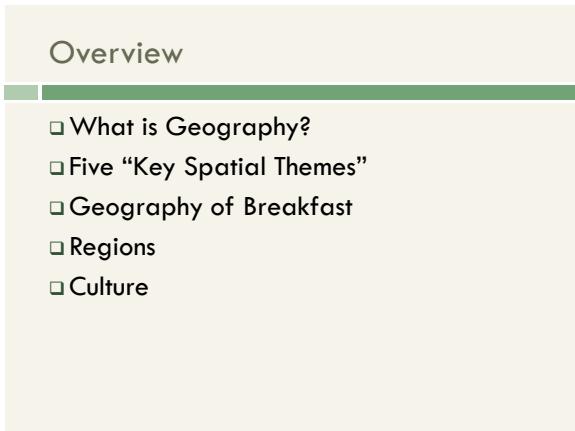 Overview
What is Geography?
Five “Key Spatial Themes”
Geography of Breakfast
Regions
Culture